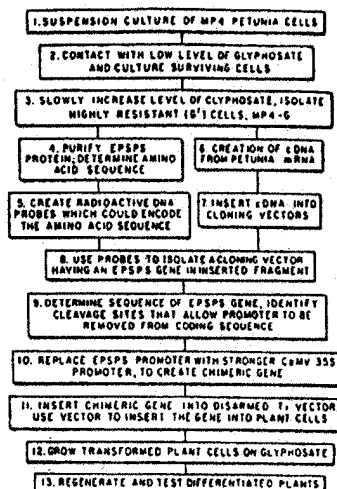 1. SUSPENSION CULTURE OF MP4 PETUNIA CELLS
2. CONTACT WITH LOW LEVEL OF GLYPHOSATE
AND CULTURE SURVIVING CELLS
3. SLOWLY INCREASE LEVEL OF GLYPHOSATE, ISOLATE
HIGHLY RESISTANT (Gʳ) CELLS, MP4-G
4. PURIFY EPSPS
PROTEIN; DETERMINE AMINO
ACID SEQUENCE
5. CREATE RADIOACTIVE DNA
PROBES WHICH COULD ENCODE
THE AMINO ACID SEQUENCE
6. CREATION OF cDNA
FROM PETUNIA mRNA
7. INSERT cDNA INTO
CLONING VECTORS
8. USE PROBES TO ISOLATE A CLONING VECTOR
HAVING AN EPSPS GENE IN INSERTED FRAGMENT
9. DETERMINE SEQUENCE OF EPSPS GENE, IDENTIFY
CLEAVAGE SITES THAT ALLOW PROMOTER TO BE
REMOVED FROM CODING SEQUENCE
10. REPLACE EPSPS PROMOTER WITH STRONGER CaMV 35S
PROMOTER, TO CREATE CHIMERIC GENE
11. INSERT CHIMERIC GENE INTO DISARMED Ti VECTOR
USE VECTOR TO INSERT THE GENE INTO PLANT CELLS
12. GROW TRANSFORMED PLANT CELLS ON GLYPHOSATE
13. REGENERATE AND TEST DIFFERENTIATED PLANTS